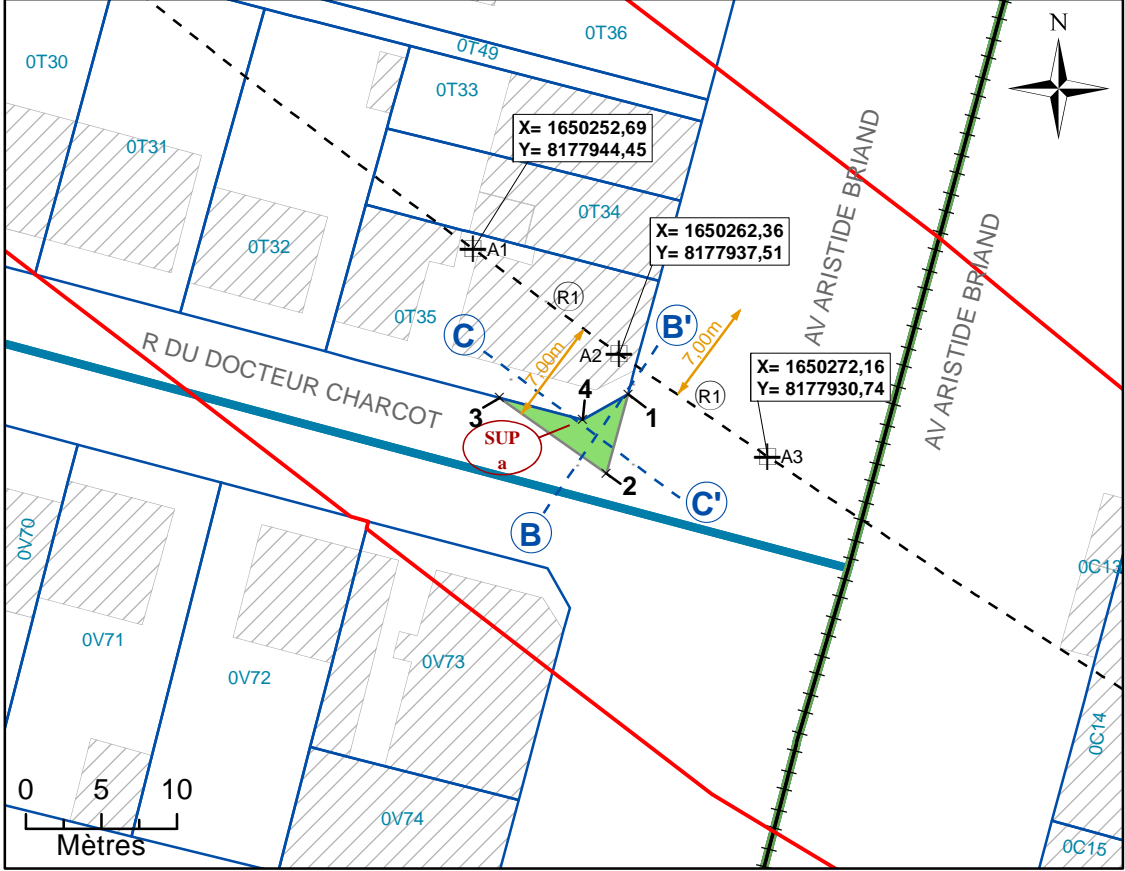 0T36
N
0T49
0T30
0T33
X= 1650252,69
Y= 8177944,45
0T31
AV ARISTIDE BRIAND
0T34
X= 1650262,36
Y= 8177937,51
0T32
A1
AV ARISTIDE BRIAND
R1
0T35
C
B'
7,00m
R DU DOCTEUR CHARCOT
A2
7,00m
X= 1650272,16
Y= 8177930,74
R1
4
3
1
SUP
a
A3
2
C'
B
0V70
0C13
0V71
0V73
0V72
0C14
0 5 10
Mètres
0V74
0C15